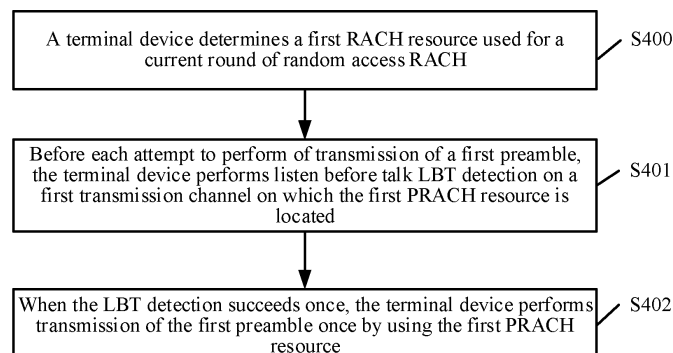 A terminal device determines a first RACH resource used for a
current round of random access RACH
S400
Before each attempt to perform of transmission of a first preamble,
the terminal device performs listen before talk LBT detection on a
first transmission channel on which the first PRACH resource is
located
S401
When the LBT detection succeeds once, the terminal device performs
transmission of the first preamble once by using the first PRACH
resource
S402